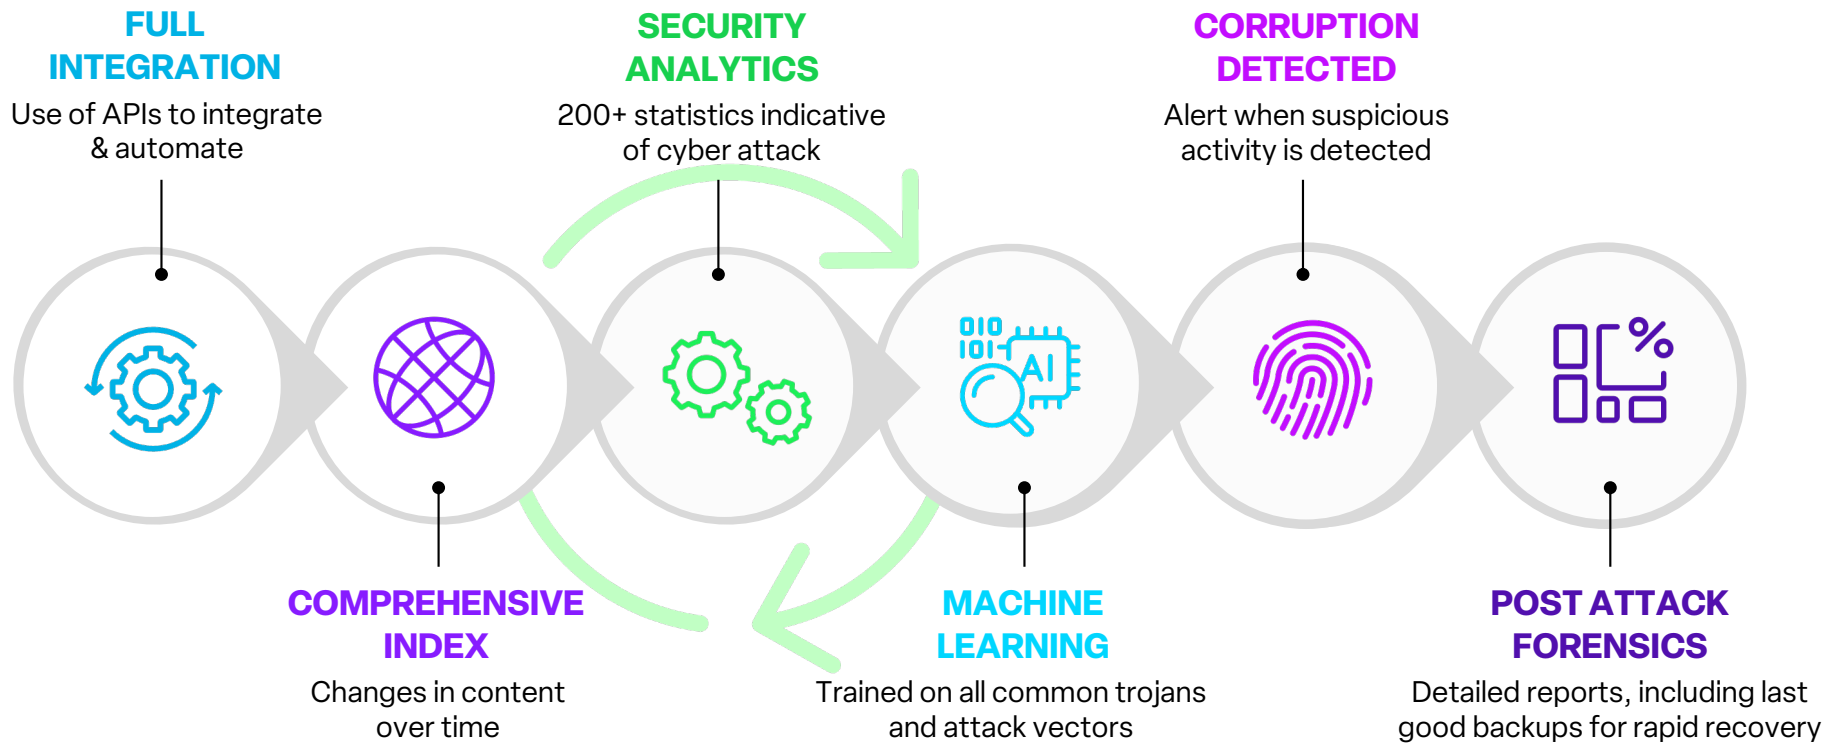 FULL
INTEGRATION
Use of APIs to integrate
& automate
SECURITY
ANALYTICS
200+ statistics indicative
of cyber attack
CORRUPTION
DETECTED
Alert when suspicious
activity is detected
010
101
AI
%
COMPREHENSIVE
INDEX
Changes in content
over time
MACHINE
LEARNING
Trained on all common trojans
and attack vectors
POST ATTACK
FORENSICS
Detailed reports, including last
good backups for rapid recovery